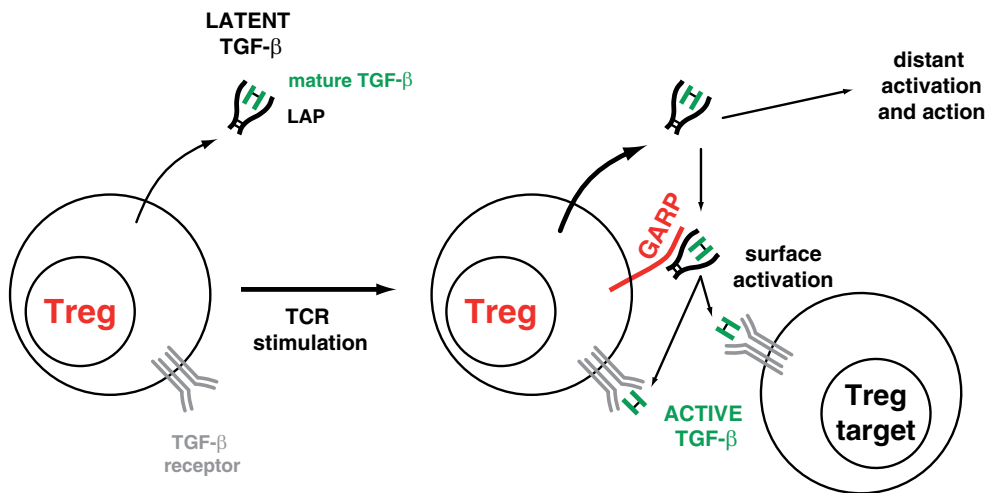 LATENT
TGF-β
mature TGF-β
LAP
Treg
TGF-β
receptor
TCR
stimulation
distant
activation
and action
GARP
surface
activation
Treg
ACTIVE
TGF-β
Treg
target